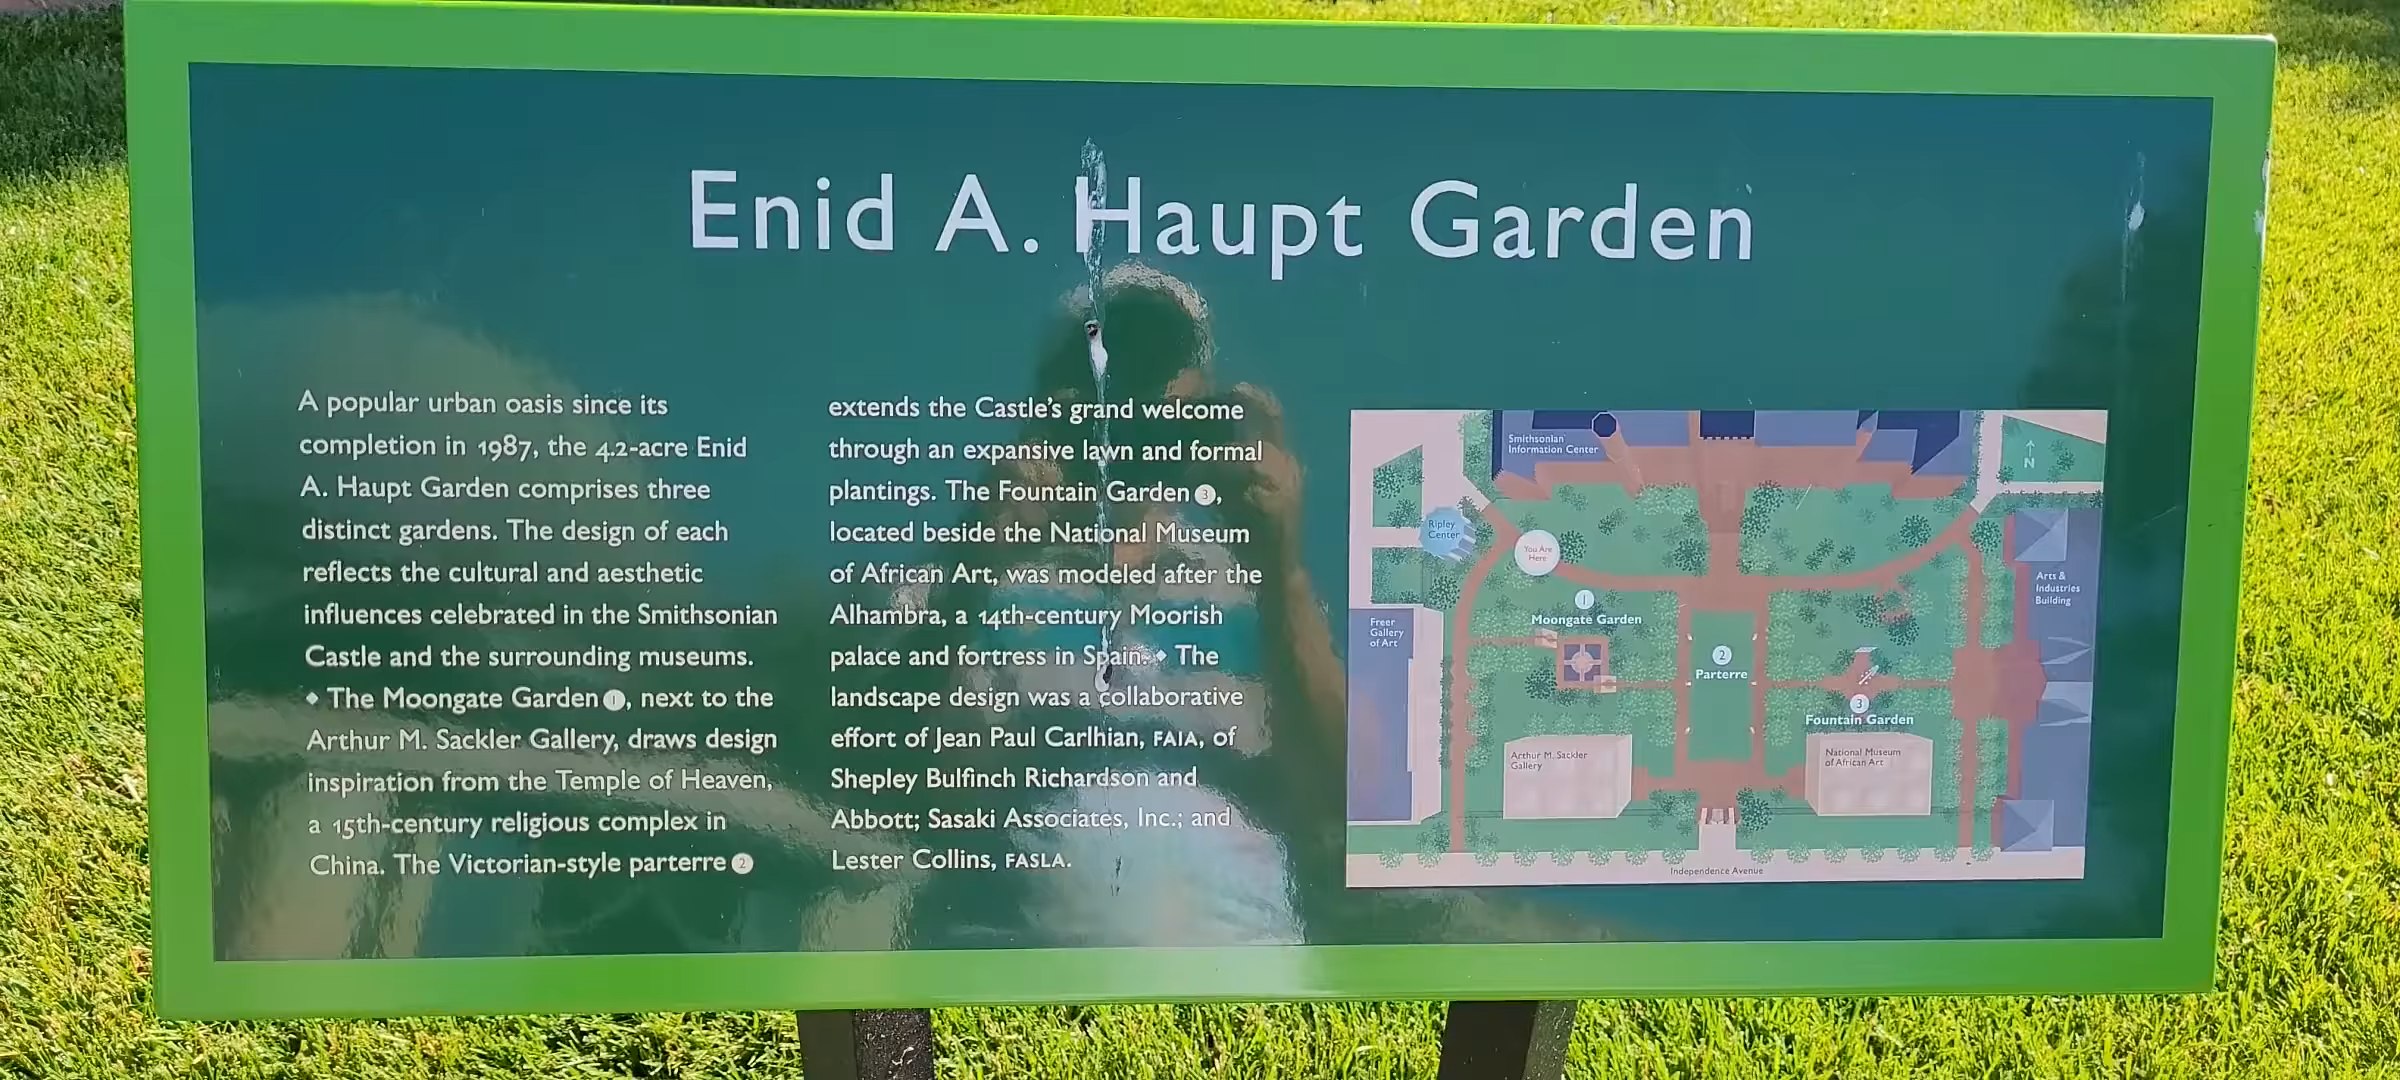 Enid A. Haupt Garden
A popular urban oasis since its
completion in 1987, the 4.2-acre Enid
A. Haupt Garden comprises three
distinct gardens. The design of each
reflects the cultural and aesthetic
influences celebrated in the Smithsonian
Castle and the surrounding museums.
◆ The Moongate Garden ①, next to the
Arthur M. Sackler Gallery, draws design
inspiration from the Temple of Heaven,
a 15th-century religious complex in
China. The Victorian-style parterre ②
extends the Castle's grand welcome
through an expansive lawn and formal
plantings. The Fountain Garden ③,
located beside the National Museum
of African Art, was modeled after the
Alhambra, a 14th-century Moorish
palace and fortress in Spain. ◆ The
landscape design was a collaborative
effort of Jean Paul Carlhian, FAIA, of
Shepley Bulfinch Richardson and
Abbott; Sasaki Associates, Inc.; and
Lester Collins, FASLA.
Smithsonian
Information Center
N
Ripley
Center
You Are
Here
Arts &
Industries
Building
1
Moongate Garden
Freer
Gallery
of Art
2
Parterre
3
Fountain Garden
Arthur M. Sackler
Gallery
National Museum
of African Art
Independence Avenue